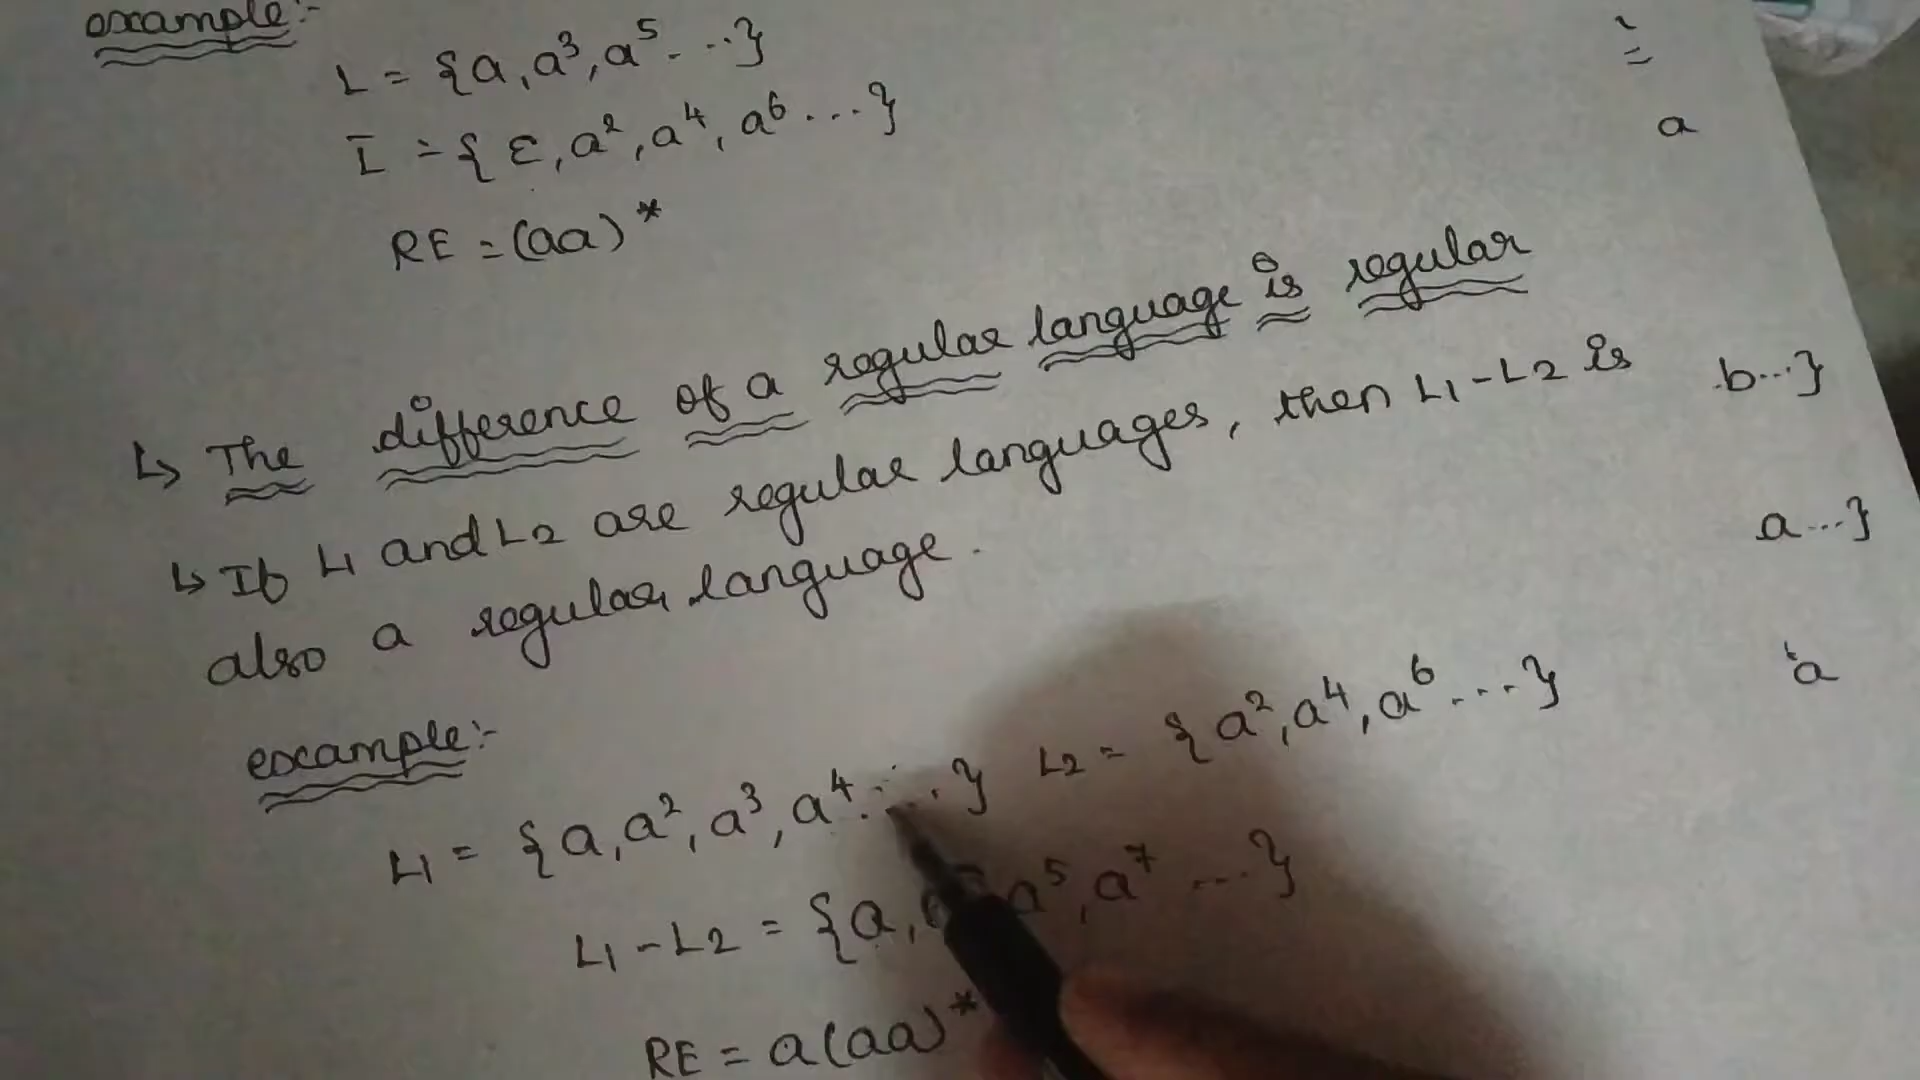 example:-
L = {a, a³, a⁵ - ...}
L̄ = {ε, a², a⁴, a⁶ ...}
RE = (aa)*
↳ The difference of a regular language is regular
↳ If L1 and L2 are regular languages, then L1 - L2 is
also a regular language.
example:-
L1 = {a, a², a³, a⁴ ....} L2 = {a², a⁴, a⁶ ....}
L1 - L2 = {a, a⁵, a⁷ ....}
RE = a(aa)*
=
a
b...}
a...}
a